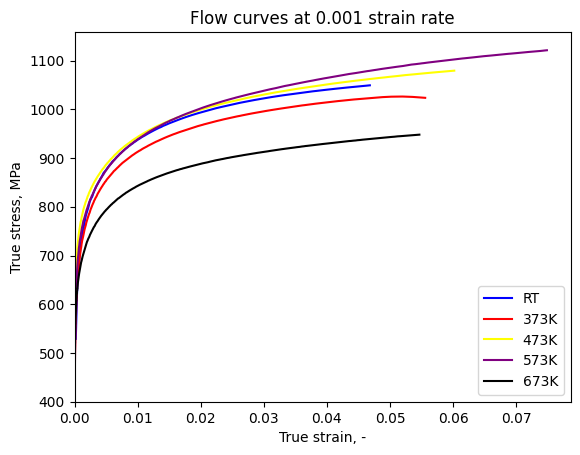 Flow curves at 0.001 strain rate
True stress, MPa
1100
1000
900
800
700
600
500
400
0.00 0.01 0.02 0.03 0.04 0.05 0.06 0.07
True strain, -
RT
373K
473K
573K
673K